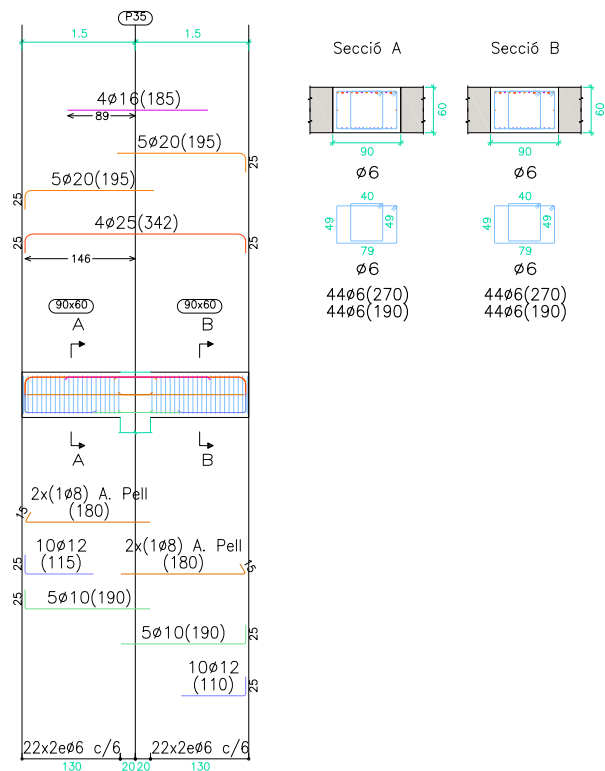 P35
1.5
1.5
4ø16(185)
89
5ø20(195)
25
5ø20(195)
25
4ø25(342)
25
25
146
90x60
90x60
A
B
A
B
2x(1ø8) A. Pell
(180)
15
10ø12
(115)
25
2x(1ø8) A. Pell
(180)
15
5ø10(190)
25
5ø10(190)
25
10ø12
(110)
25
22x2eø6 c/6
22x2eø6 c/6
130
20
20
130
Secció A
60
90
ø6
40
49
49
79
ø6
44ø6(270)
44ø6(190)
Secció B
60
90
ø6
40
49
49
79
ø6
44ø6(270)
44ø6(190)